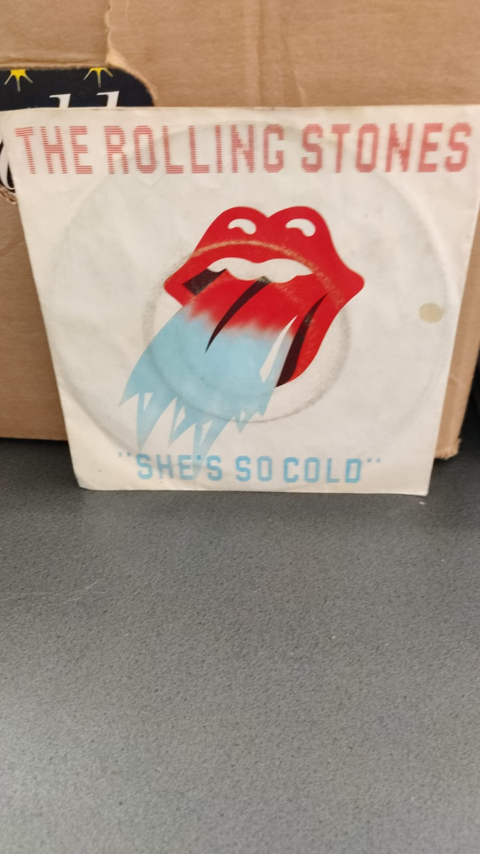 THE ROLLING STONES
"SHE'S SO COLD"